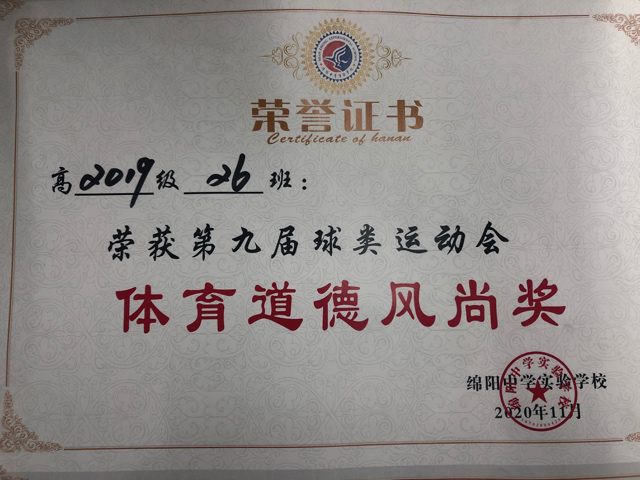 荣誉证书
Certificate of hanan
高2019级 26 班：
荣获第九届球类运动会
体育道德风尚奖
绵阳中学实验学校
2020年11月